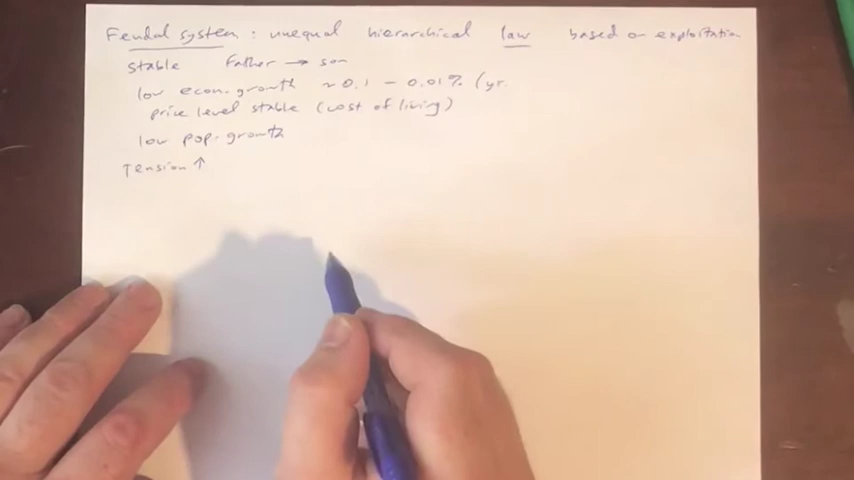 Feudal system : unequal hierarchical law based on exploitation
stable father → son
low econ. growth ~ 0.1 - 0.01% /yr.
price level stable (cost of living)
low pop. growth
Tension ↑